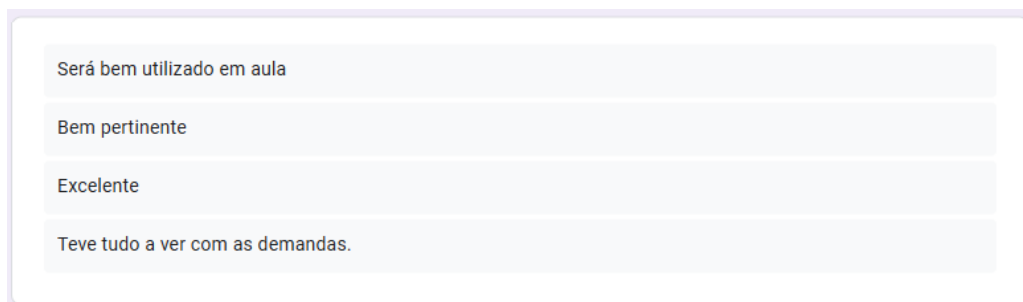 Será bem utilizado em aula
Bem pertinente
Excelente
Teve tudo a ver com as demandas.